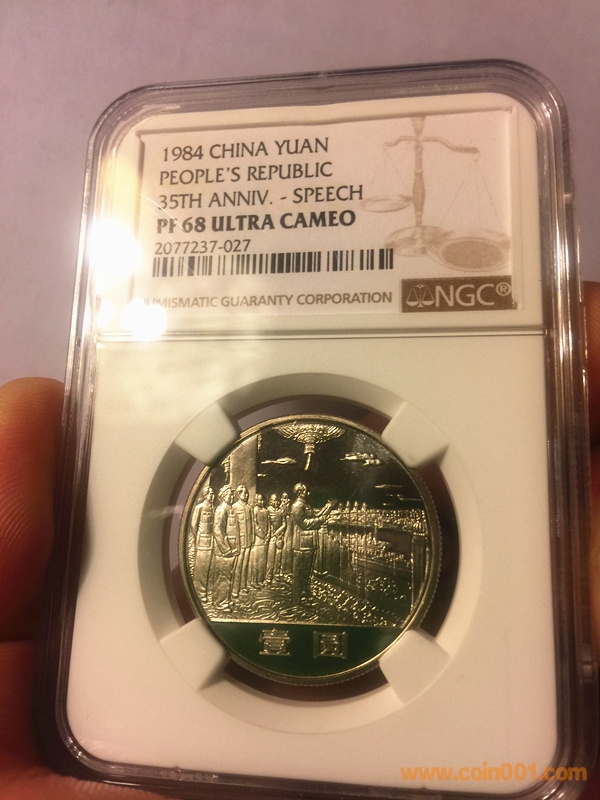 1984 CHINA YUAN
PEOPLE'S REPUBLIC
35TH ANNIV. - SPEECH
PF 68 ULTRA CAMEO
2077237-027
NUMISMATIC GUARANTY CORPORATION
NGC®
壹圆
www.coin001.com